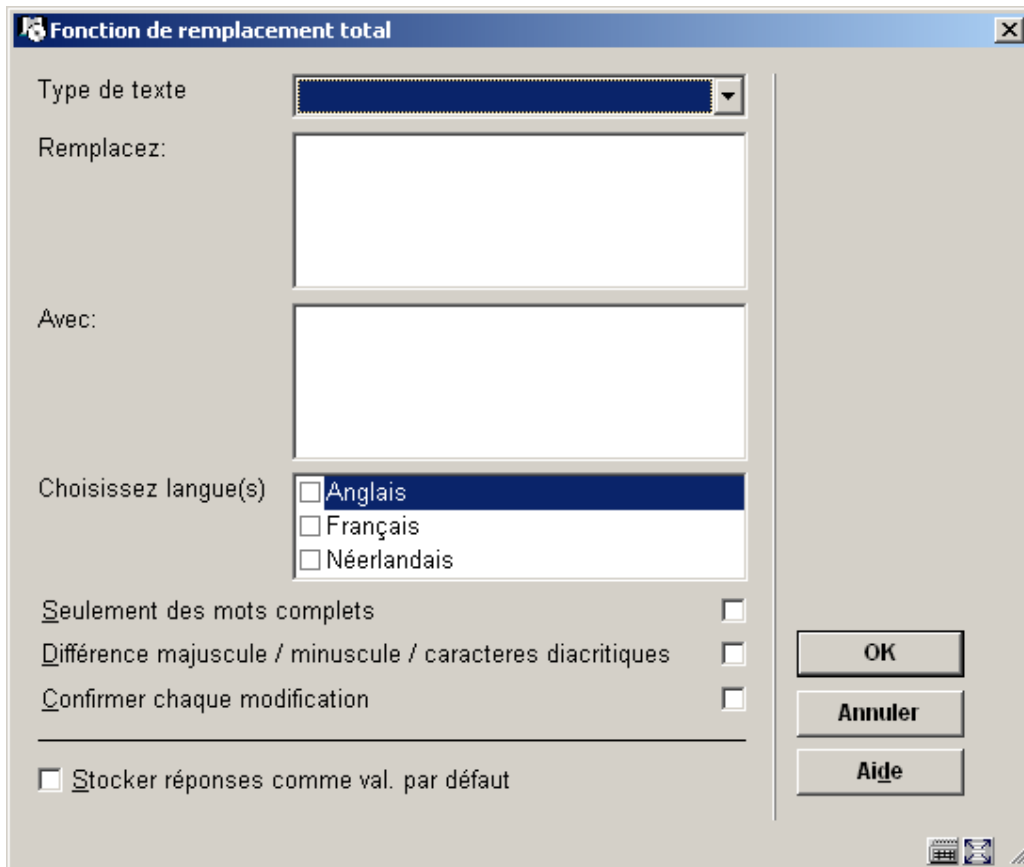 Fonction de remplacement total
Type de texte
Remplacez:
Avec:
Choisissez langue(s)
Anglais
Français
Néerlandais
Seulement des mots complets
Différence majuscule / minuscule / caracteres diacritiques
Confirmer chaque modification
Stocker réponses comme val. par défaut
OK
Annuler
Aide